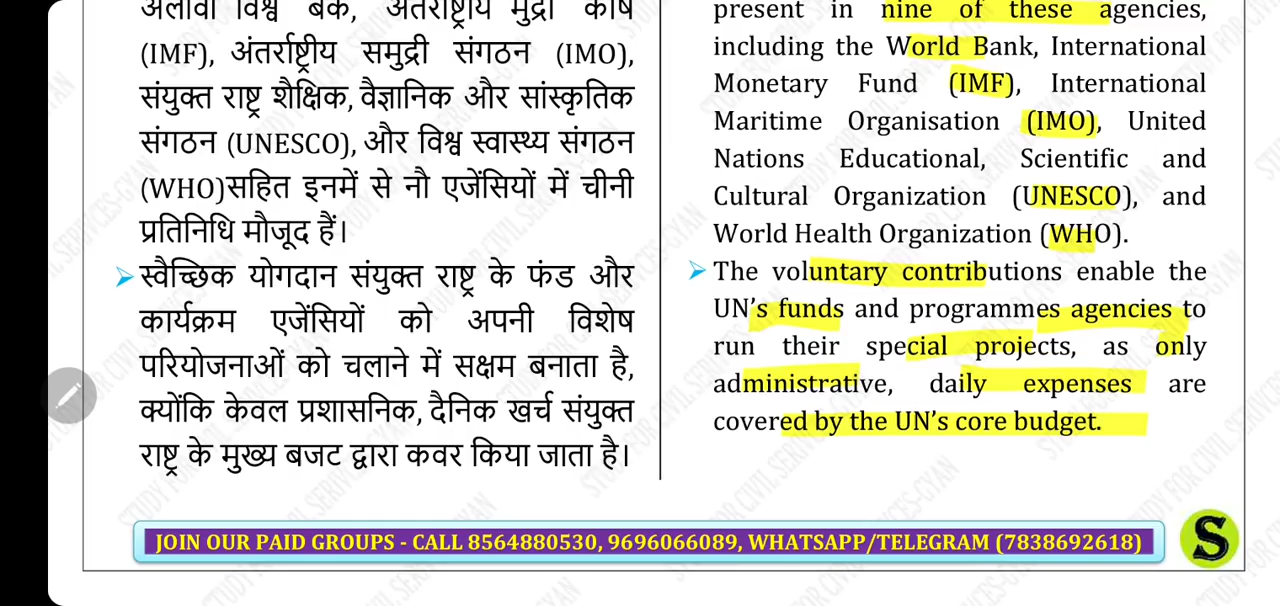 अलावा विश्व बैंक, अंतर्राष्ट्रीय मुद्रा कोष
(IMF), अंतर्राष्ट्रीय समुद्री संगठन (IMO),
संयुक्त राष्ट्र शैक्षिक, वैज्ञानिक और सांस्कृतिक
संगठन (UNESCO), और विश्व स्वास्थ्य संगठन
(WHO)सहित इनमें से नौ एजेंसियों में चीनी
प्रतिनिधि मौजूद हैं।
➢ स्वैच्छिक योगदान संयुक्त राष्ट्र के फंड और
कार्यक्रम एजेंसियों को अपनी विशेष
परियोजनाओं को चलाने में सक्षम बनाता है,
क्योंकि केवल प्रशासनिक, दैनिक खर्च संयुक्त
राष्ट्र के मुख्य बजट द्वारा कवर किया जाता है।
present in nine of these agencies,
including the World Bank, International
Monetary Fund (IMF), International
Maritime Organisation (IMO), United
Nations Educational, Scientific and
Cultural Organization (UNESCO), and
World Health Organization (WHO).
➢ The voluntary contributions enable the
UN's funds and programmes agencies to
run their special projects, as only
administrative, daily expenses are
covered by the UN's core budget.
JOIN OUR PAID GROUPS - CALL 8564880530, 9696066089, WHATSAPP/TELEGRAM (7838692618)
S